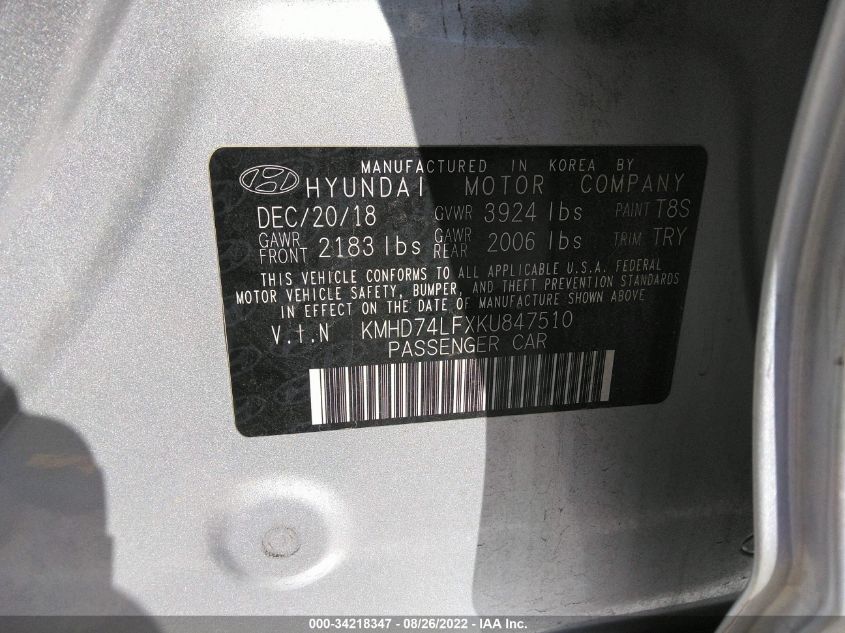 MANUFACTURED IN KOREA BY
HYUNDAI MOTOR COMPANY
DEC/20/18 GVWR 3924 lbs PAINT T8S
GAWR FRONT 2183 lbs GAWR REAR 2006 lbs TRIM TRY
THIS VEHICLE CONFORMS TO ALL APPLICABLE U.S.A. FEDERAL
MOTOR VEHICLE SAFETY, BUMPER, AND THEFT PREVENTION STANDARDS
IN EFFECT ON THE DATE OF MANUFACTURE SHOWN ABOVE
V.I.N KMHD74LFXKU847510
PASSENGER CAR
000-34218347 - 08/26/2022 - IAA Inc.